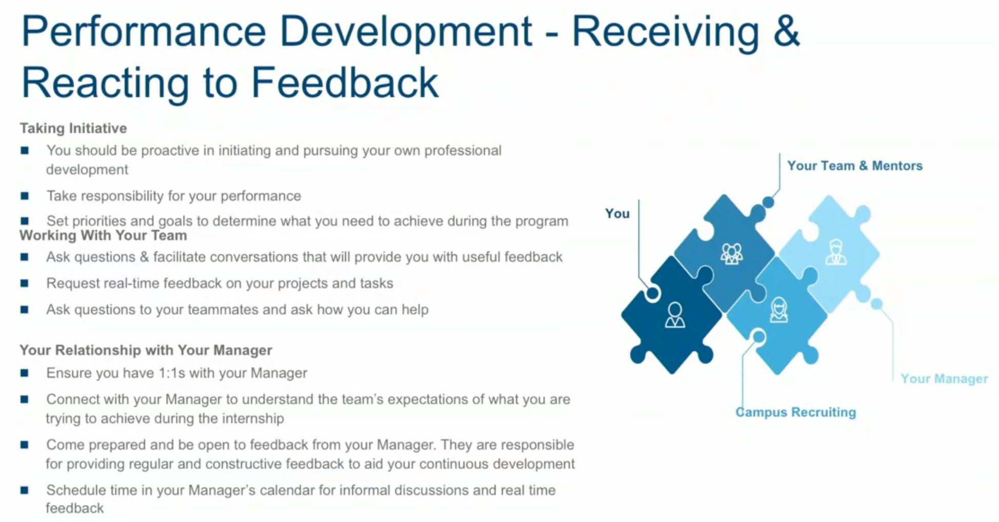 Performance Development - Receiving &
Reacting to Feedback
Taking Initiative
You should be proactive in initiating and pursuing your own professional
development
Take responsibility for your performance
Set priorities and goals to determine what you need to achieve during the program
Working With Your Team
Ask questions & facilitate conversations that will provide you with useful feedback
Request real-time feedback on your projects and tasks
Ask questions to your teammates and ask how you can help
Your Relationship with Your Manager
Ensure you have 1:1s with your Manager
Connect with your Manager to understand the team's expectations of what you are
trying to achieve during the internship
Come prepared and be open to feedback from your Manager. They are responsible
for providing regular and constructive feedback to aid your continuous development
Schedule time in your Manager's calendar for informal discussions and real time
feedback
Your Team & Mentors
You
Your Manager
Campus Recruiting